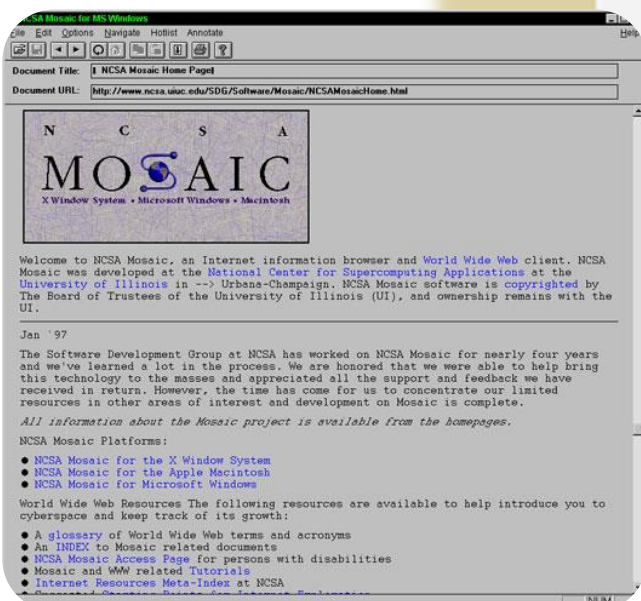 NCSA Mosaic for MS Windows
File Edit Options Navigate Hotlist Annotate Help
Document Title: NCSA Mosaic Home Page
Document URL: http://www.ncsa.uiuc.edu/SDG/Software/Mosaic/NCSAMosaicHome.html
N C S A
MOSAIC
X Window System • Microsoft Windows • Macintosh
Welcome to NCSA Mosaic, an Internet information browser and World Wide Web client. NCSA
Mosaic was developed at the National Center for Supercomputing Applications at the
University of Illinois in --> Urbana-Champaign. NCSA Mosaic software is copyrighted by
The Board of Trustees of the University of Illinois (UI), and ownership remains with the
UI.
Jan '97
The Software Development Group at NCSA has worked on NCSA Mosaic for nearly four years
and we've learned a lot in the process. We are honored that we were able to help bring
this technology to the masses and appreciated all the support and feedback we have
received in return. However, the time has come for us to concentrate our limited
resources in other areas of interest and development on Mosaic is complete.
All information about the Mosaic project is available from the homepages.
NCSA Mosaic Platforms:
● NCSA Mosaic for the X Window System
● NCSA Mosaic for the Apple Macintosh
● NCSA Mosaic for Microsoft Windows
World Wide Web Resources The following resources are available to help introduce you to
cyberspace and keep track of its growth:
● A glossary of World Wide Web terms and acronyms
● An INDEX to Mosaic related documents
● NCSA Mosaic Access Page for persons with disabilities
● Mosaic and WWW related Tutorials
● Internet Resources Meta-Index at NCSA
● Suggested Starting Points for Internet Exploration
NUM